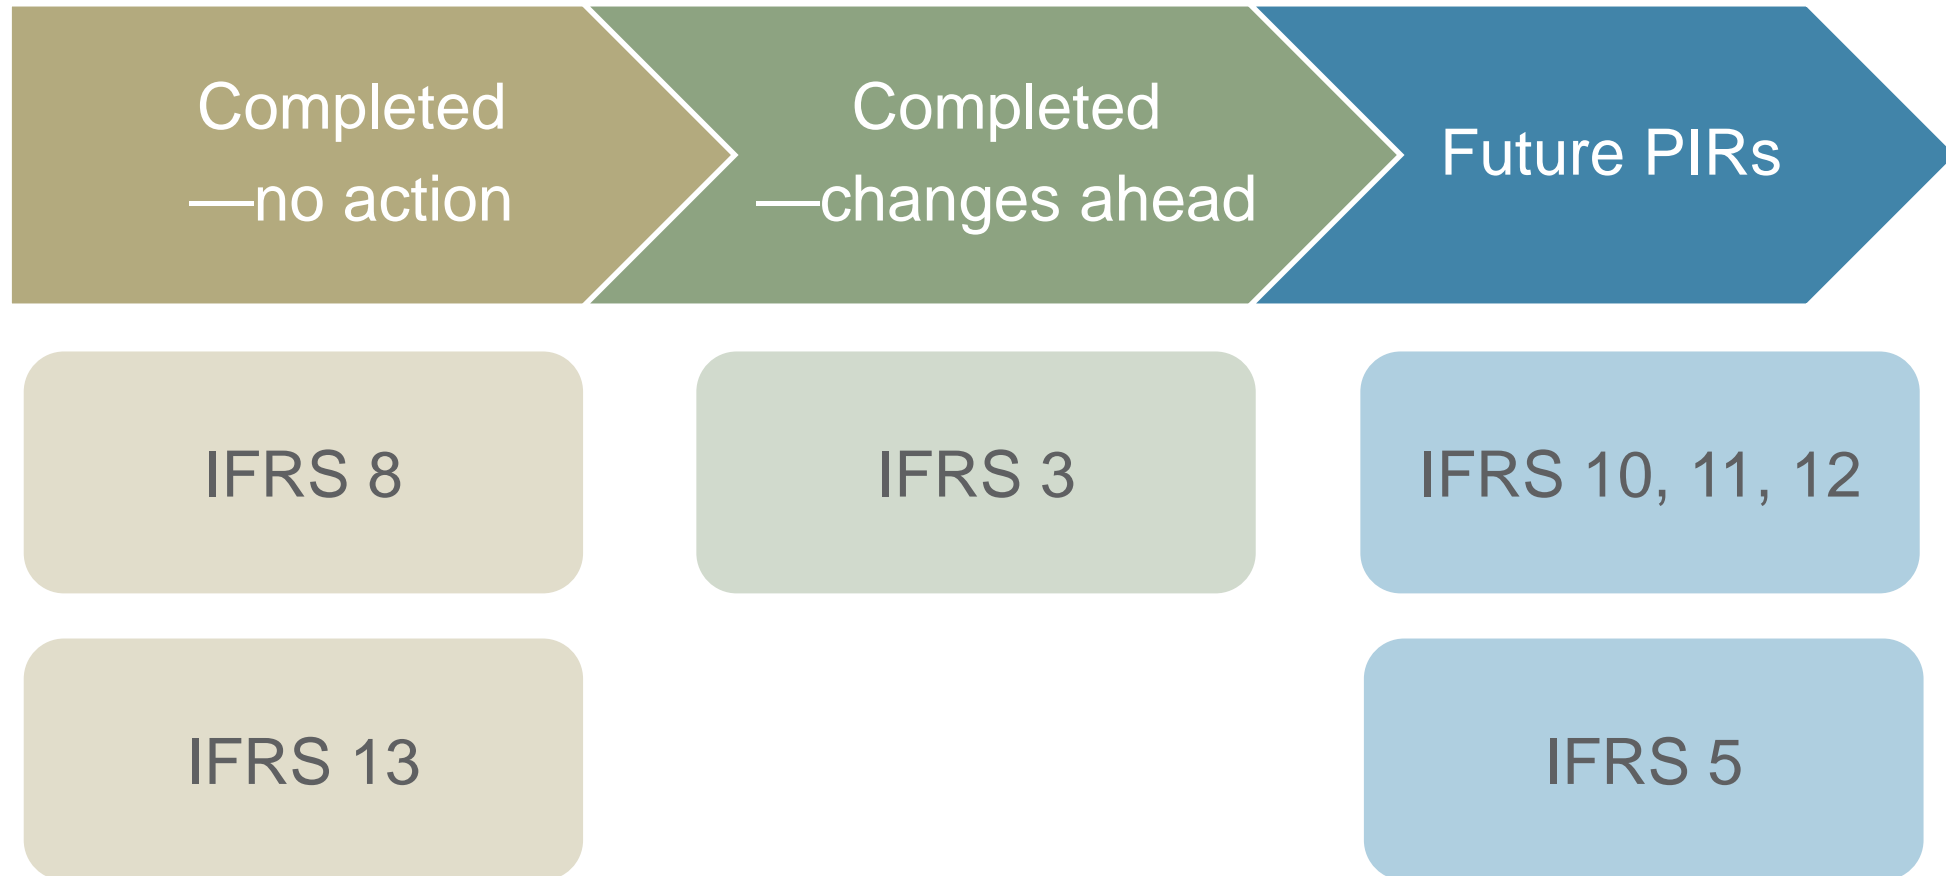 Completed
—no action
Completed
—changes ahead
Future PIRs
IFRS 8
IFRS 3
IFRS 10, 11, 12
IFRS 13
IFRS 5